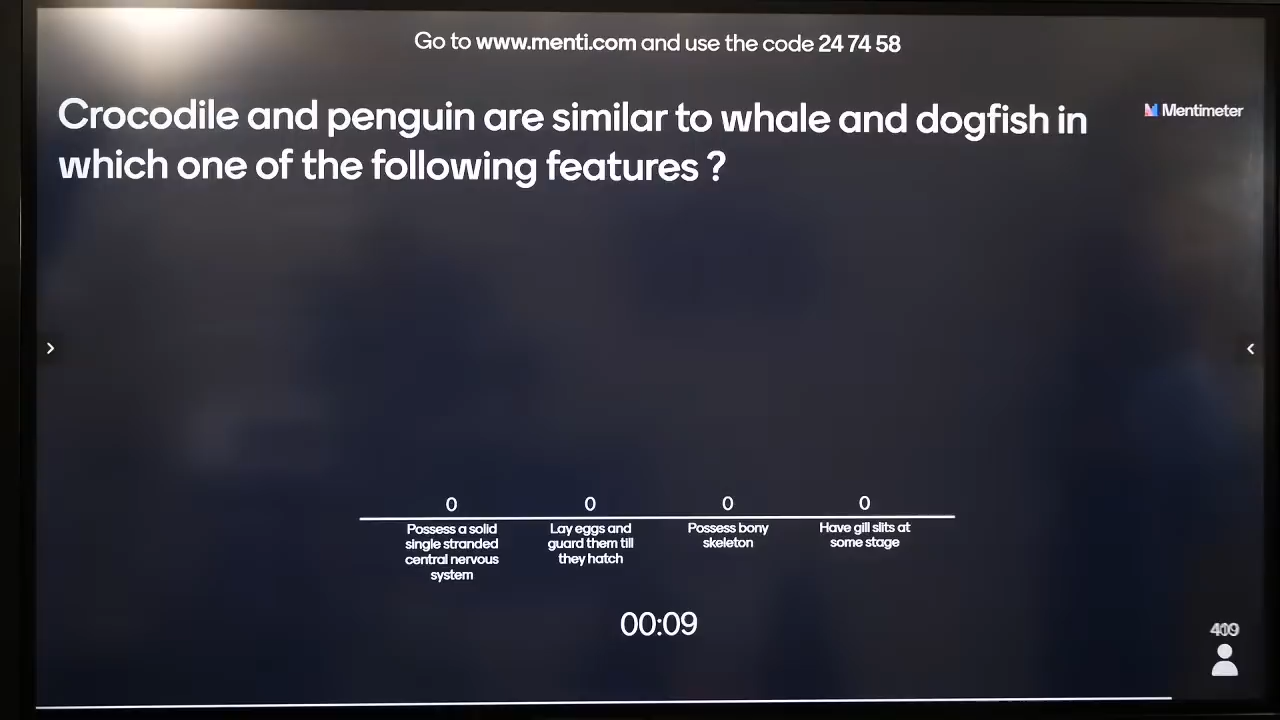 Go to www.menti.com and use the code 24 74 58
Crocodile and penguin are similar to whale and dogfish in
which one of the following features ?
Mentimeter
0
0
0
0
Possess a solid
single stranded
central nervous
system
Lay eggs and
guard them till
they hatch
Possess bony
skeleton
Have gill slits at
some stage
00:09